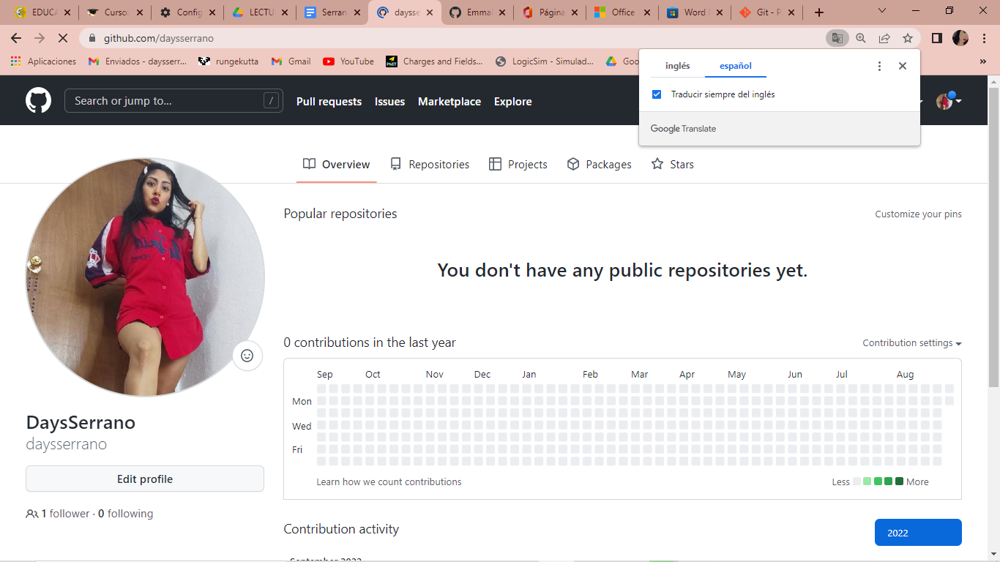 EDUCA
Curso:
Config
LECTU
Serran
daysse
Emmal
Página
Office
Word
Git - P
github.com/daysserrano
Aplicaciones
Enviados - daysserr...
rungekutta
Gmail
YouTube
Charges and Fields...
LogicSim - Simulad...
Goo
»
inglés
español
Traducir siempre del inglés
Google Translate
Search or jump to...
/
Pull requests
Issues
Marketplace
Explore
Overview
Repositories
Projects
Packages
Stars
Popular repositories
Customize your pins
You don't have any public repositories yet.
0 contributions in the last year
Contribution settings
Sep Oct Nov Dec Jan Feb Mar Apr May Jun Jul Aug
Mon
Wed
Fri
Learn how we count contributions
Less
More
DaysSerrano
daysserrano
Edit profile
1 follower · 0 following
Contribution activity
2022
September 2022